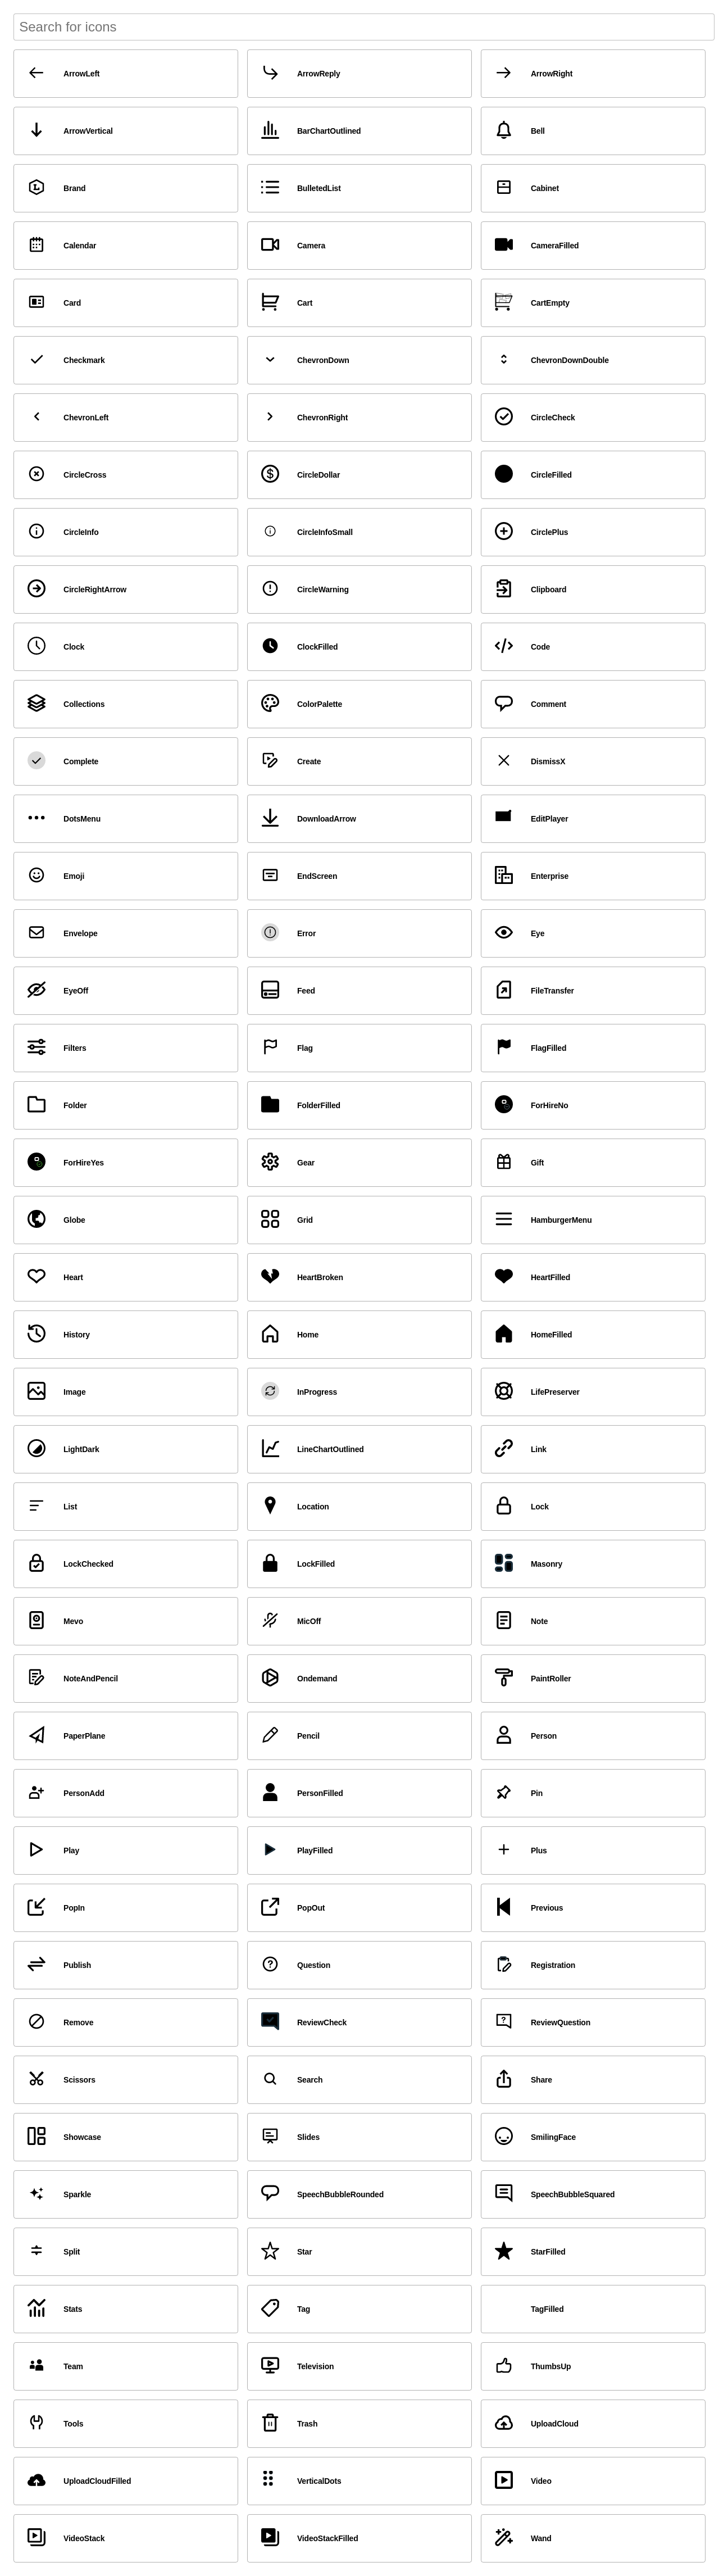 Search for icons
ArrowLeft
ArrowReply
ArrowRight
ArrowVertical
BarChartOutlined
Bell
Brand
BulletedList
Cabinet
Calendar
Camera
CameraFilled
Card
Cart
CartEmpty
Checkmark
ChevronDown
ChevronDownDouble
ChevronLeft
ChevronRight
CircleCheck
CircleCross
CircleDollar
CircleFilled
CircleInfo
CircleInfoSmall
CirclePlus
CircleRightArrow
CircleWarning
Clipboard
Clock
ClockFilled
Code
Collections
ColorPalette
Comment
Complete
Create
DismissX
DotsMenu
DownloadArrow
EditPlayer
Emoji
EndScreen
Enterprise
Envelope
Error
Eye
EyeOff
Feed
FileTransfer
Filters
Flag
FlagFilled
Folder
FolderFilled
ForHireNo
ForHireYes
Gear
Gift
Globe
Grid
HamburgerMenu
Heart
HeartBroken
HeartFilled
History
Home
HomeFilled
Image
InProgress
LifePreserver
LightDark
LineChartOutlined
Link
List
Location
Lock
LockChecked
LockFilled
Masonry
Mevo
MicOff
Note
NoteAndPencil
Ondemand
PaintRoller
PaperPlane
Pencil
Person
PersonAdd
PersonFilled
Pin
Play
PlayFilled
Plus
PopIn
PopOut
Previous
Publish
Question
Registration
Remove
ReviewCheck
ReviewQuestion
Scissors
Search
Share
Showcase
Slides
SmilingFace
Sparkle
SpeechBubbleRounded
SpeechBubbleSquared
Split
Star
StarFilled
Stats
Tag
TagFilled
Team
Television
ThumbsUp
Tools
Trash
UploadCloud
UploadCloudFilled
VerticalDots
Video
VideoStack
VideoStackFilled
Wand